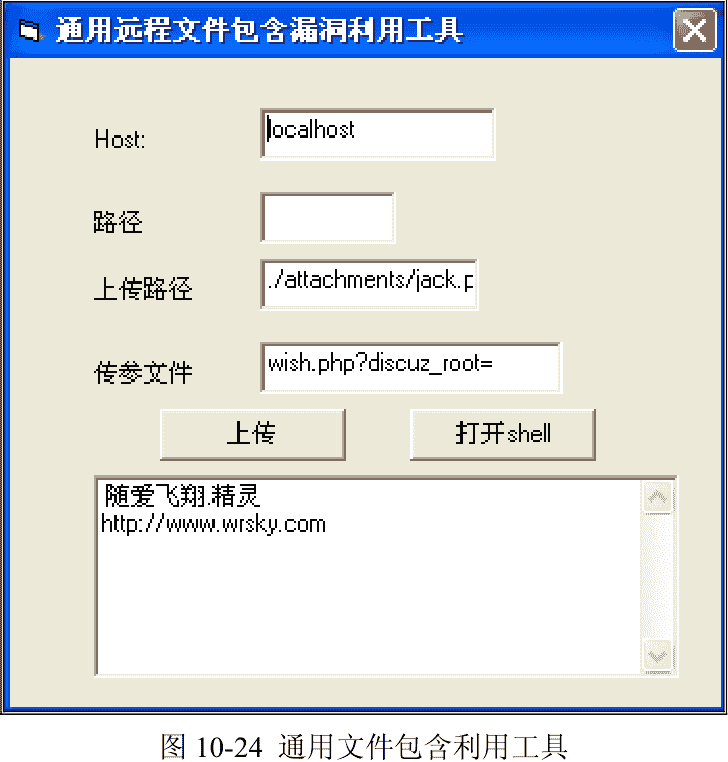 通用远程文件包含漏洞利用工具
Host:
localhost
路径
上传路径
./attachments/jack.p
传参文件
wish.php?discuz_root=
上传
打开shell
随爱飞翔.精灵
http://www.wrsky.com
图 10-24 通用文件包含利用工具